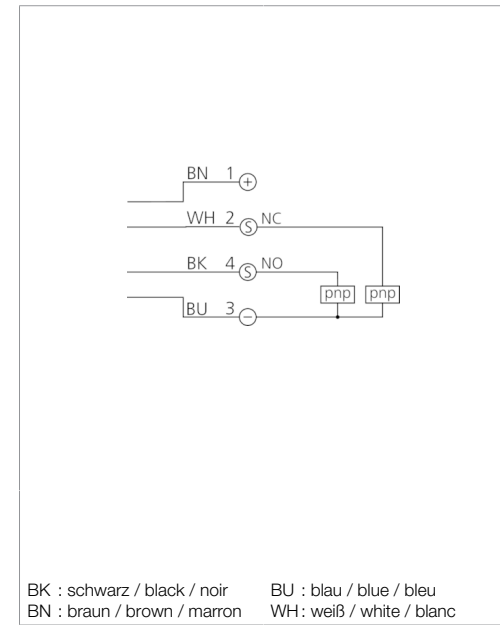 BN 1 +
WH 2 S NC
BK 4 S NO
pnp pnp
BU 3 −
BK : schwarz / black / noir BU : blau / blue / bleu
BN : braun / brown / marron WH : weiß / white / blanc